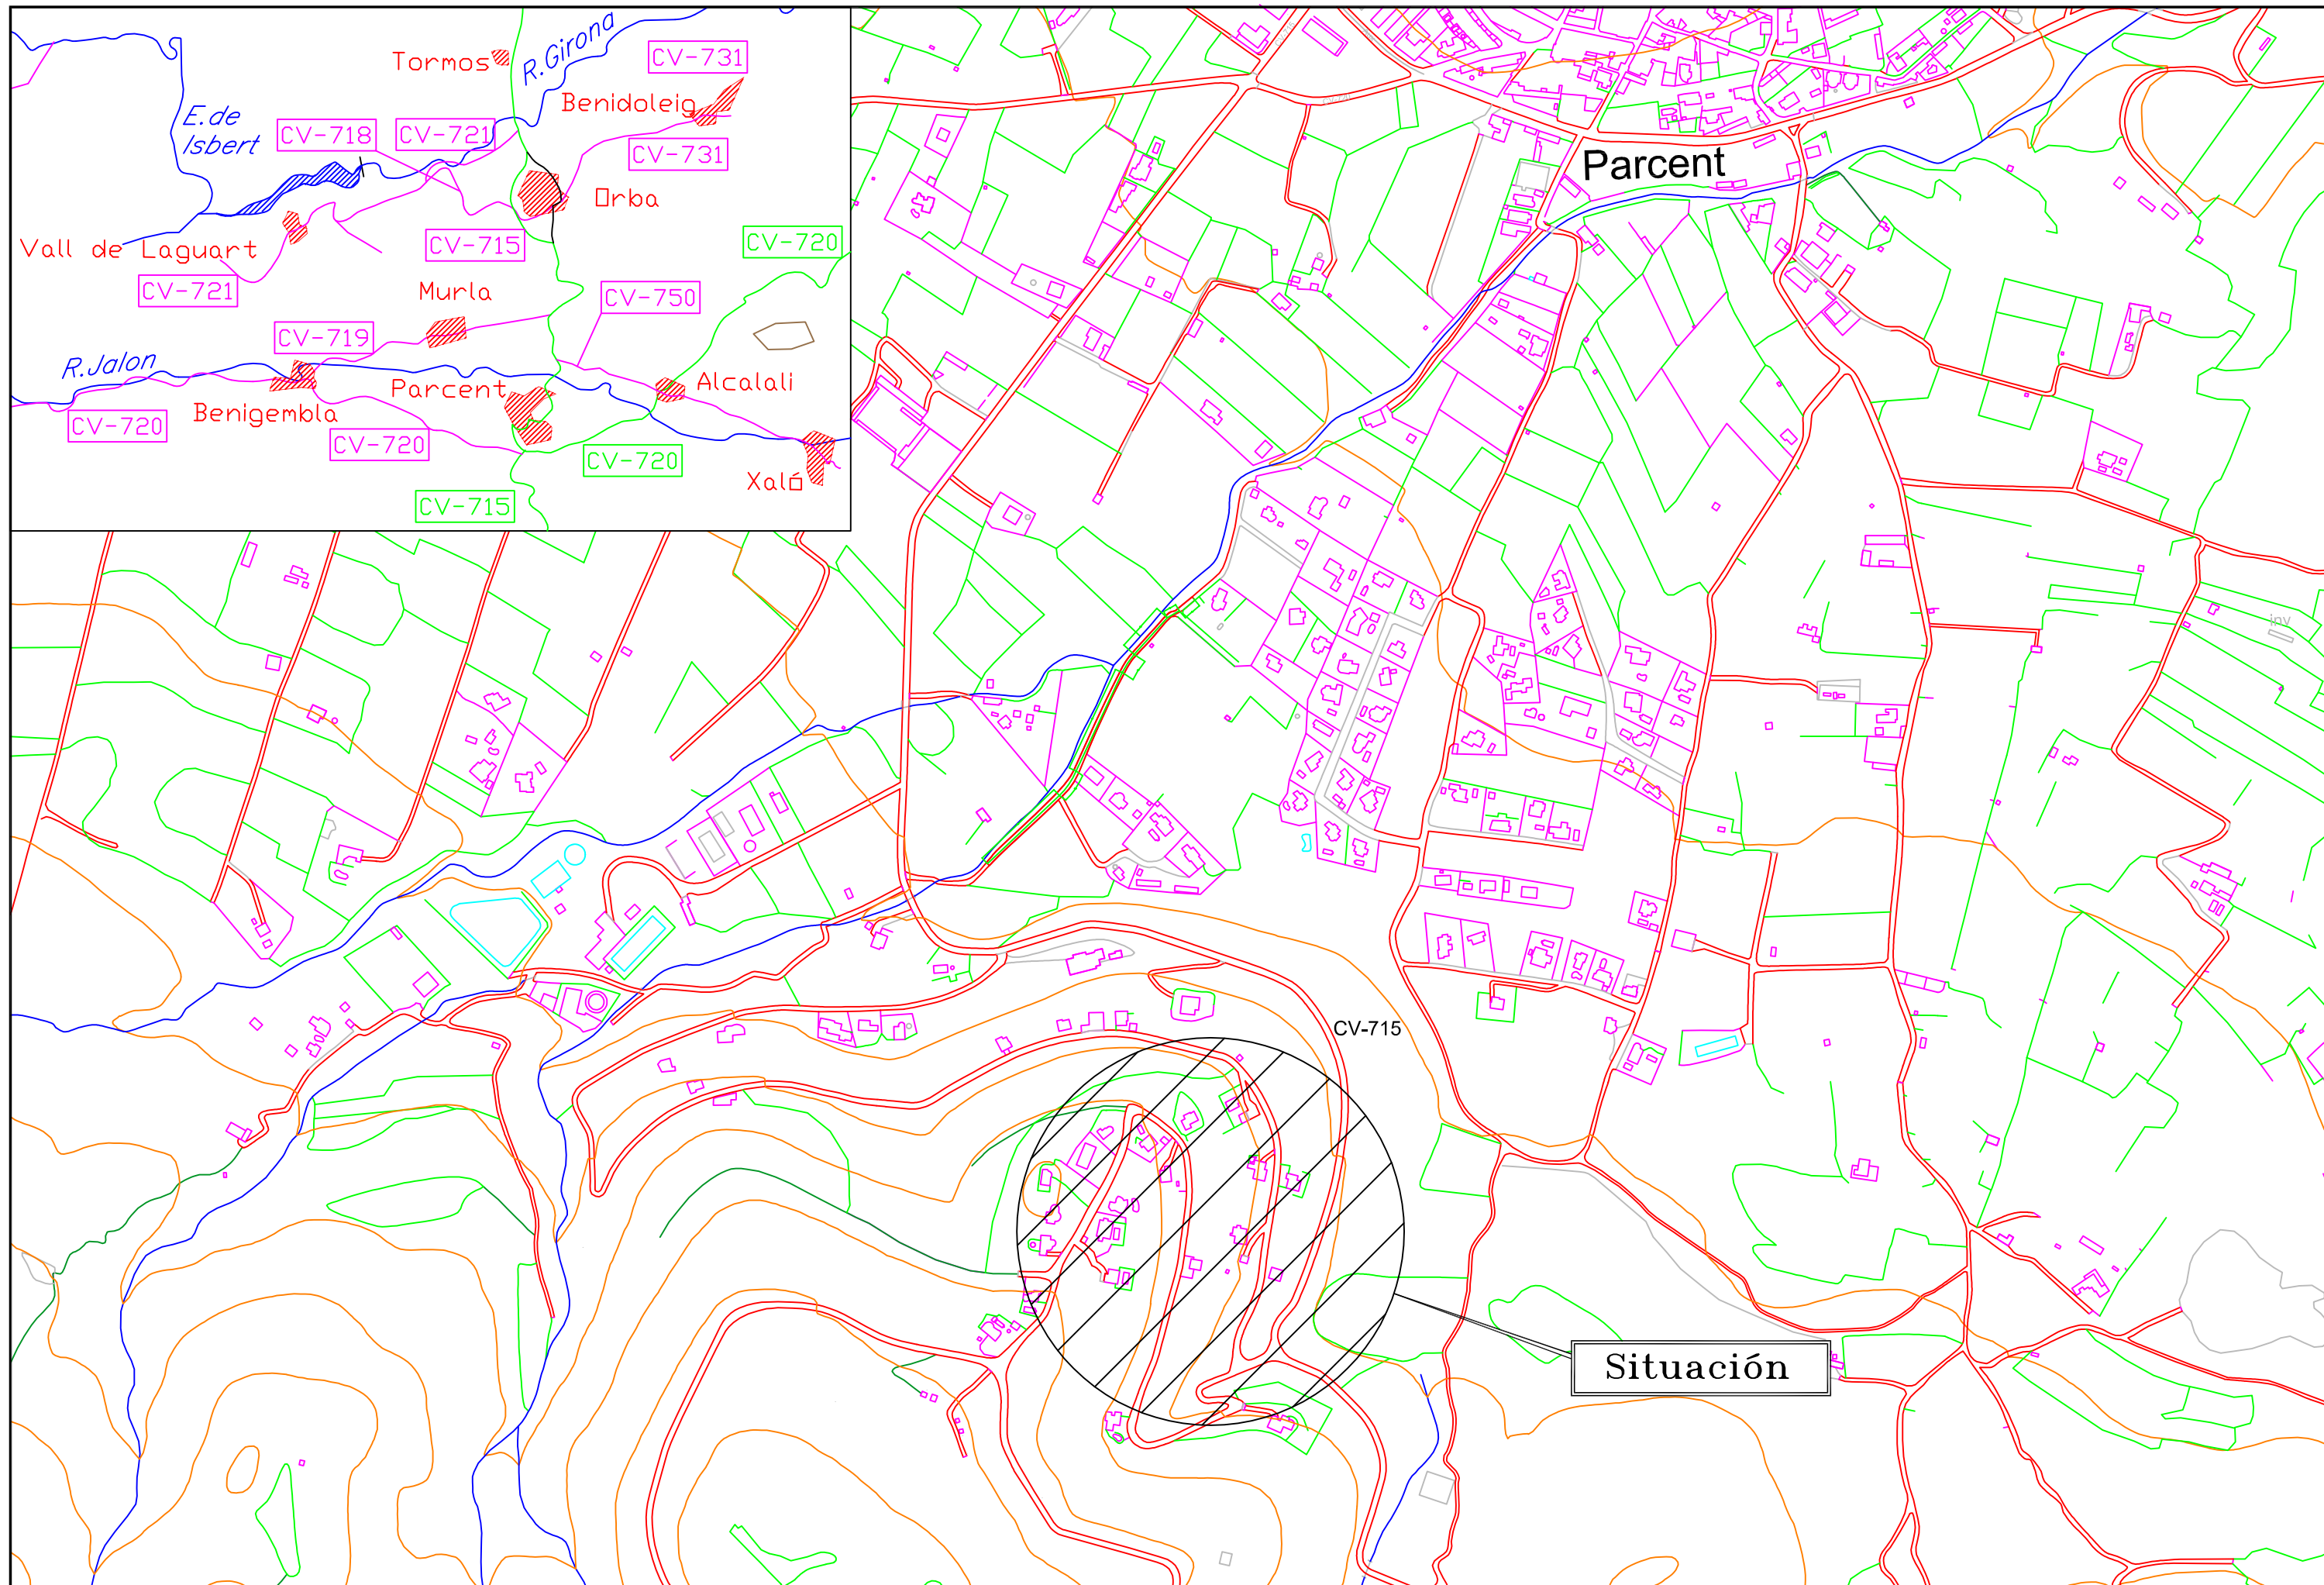 Tormos
R.Girona
CV-731
Benidoleig
E.de
Isbert
CV-718
CV-721
CV-731
Orba
Vall de Laguart
CV-715
CV-720
CV-721
Murla
CV-750
CV-719
R.Jalon
Parcent
Alcalali
Benigembla
CV-720
CV-720
CV-720
Xaló
CV-715
Parcent
inv
CV-715
Situación